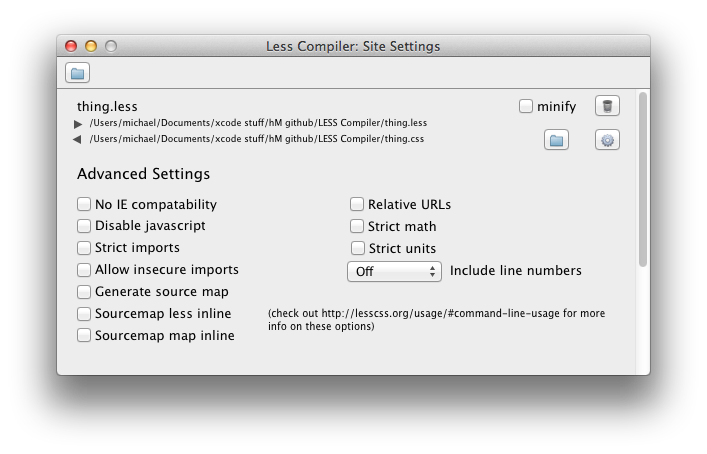 Less Compiler: Site Settings
thing.less
minify
/Users/michael/Documents/xcode stuff/hM github/LESS Compiler/thing.less
/Users/michael/Documents/xcode stuff/hM github/LESS Compiler/thing.css
Advanced Settings
No IE compatability
Relative URLs
Disable javascript
Strict math
Strict imports
Strict units
Allow insecure imports
Off
Include line numbers
Generate source map
Sourcemap less inline
(check out http://lesscss.org/usage/#command-line-usage for more
info on these options)
Sourcemap map inline